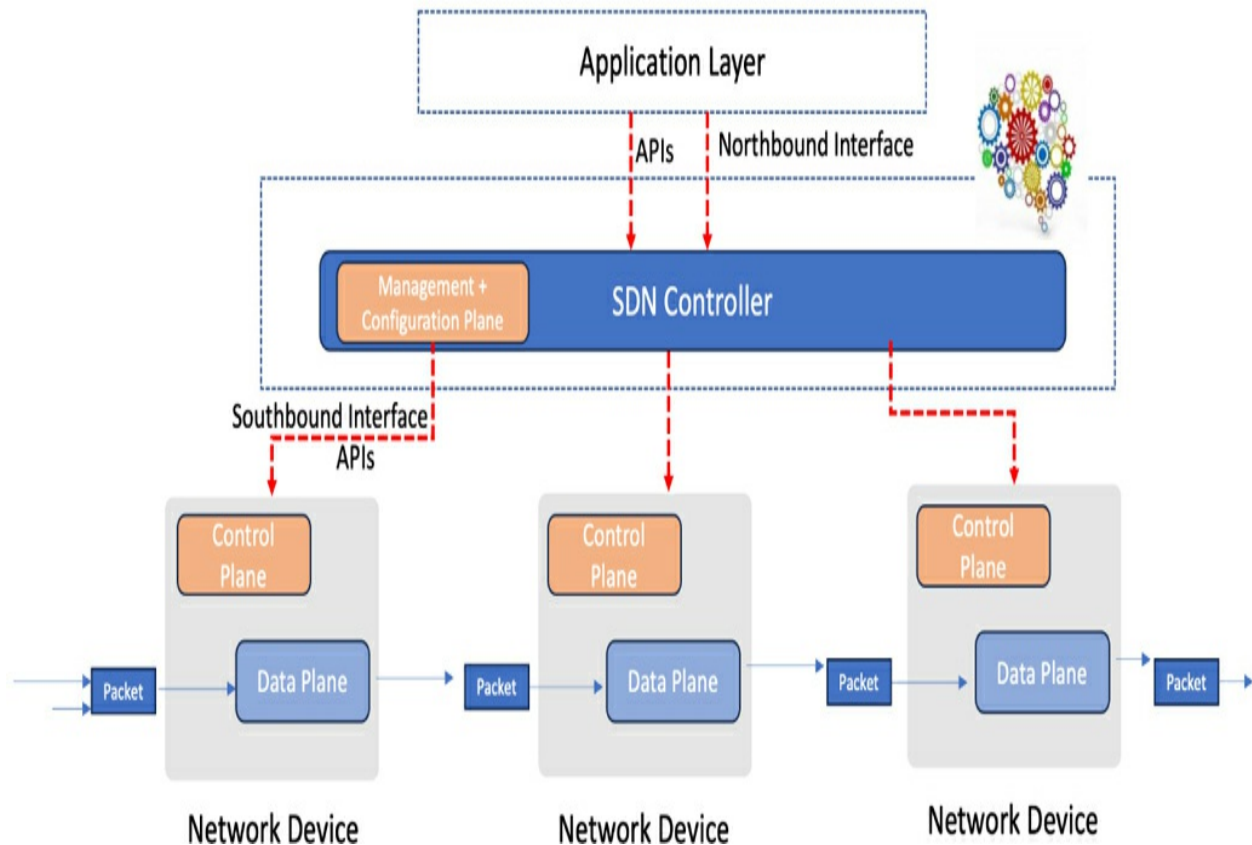 Application Layer
APIs
Northbound Interface
Management +
Configuration Plane
SDN Controller
Southbound Interface
APIs
Control
Plane
Control
Plane
Control
Plane
Packet
Data Plane
Packet
Data Plane
Packet
Data Plane
Packet
Network Device
Network Device
Network Device